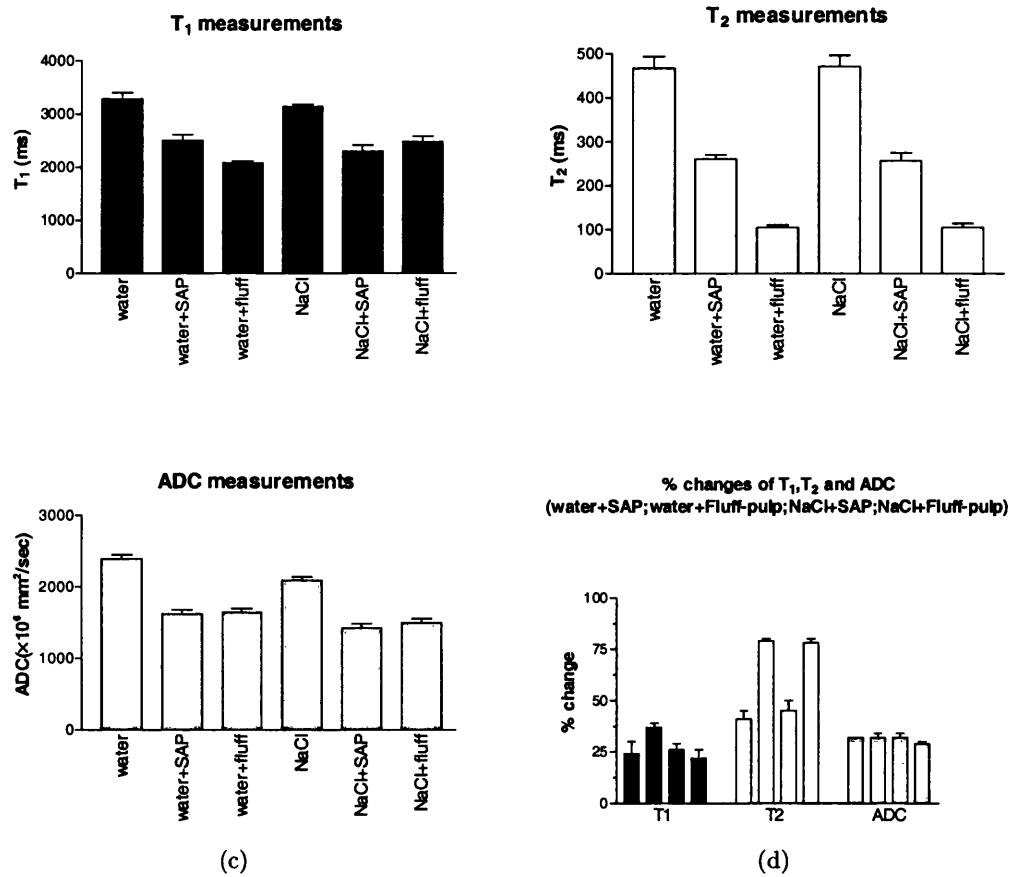 T₁ measurements
4000
3000
2000
1000
0
T₁ (ms)
water
water+SAP
water+fluff
NaCl
NaCl+SAP
NaCl+fluff
T₂ measurements
500
400
300
200
100
0
T₂ (ms)
water
water+SAP
water+fluff
NaCl
NaCl+SAP
NaCl+fluff
ADC measurements
3000
2000
1000
0
ADC(×10⁶ mm²/sec)
water
water+SAP
water+fluff
NaCl
NaCl+SAP
NaCl+fluff
(c)
% changes of T₁,T₂ and ADC
(water+SAP;water+Fluff-pulp;NaCl+SAP;NaCl+Fluff-pulp)
100
75
50
25
0
% change
T1 T2 ADC
(d)